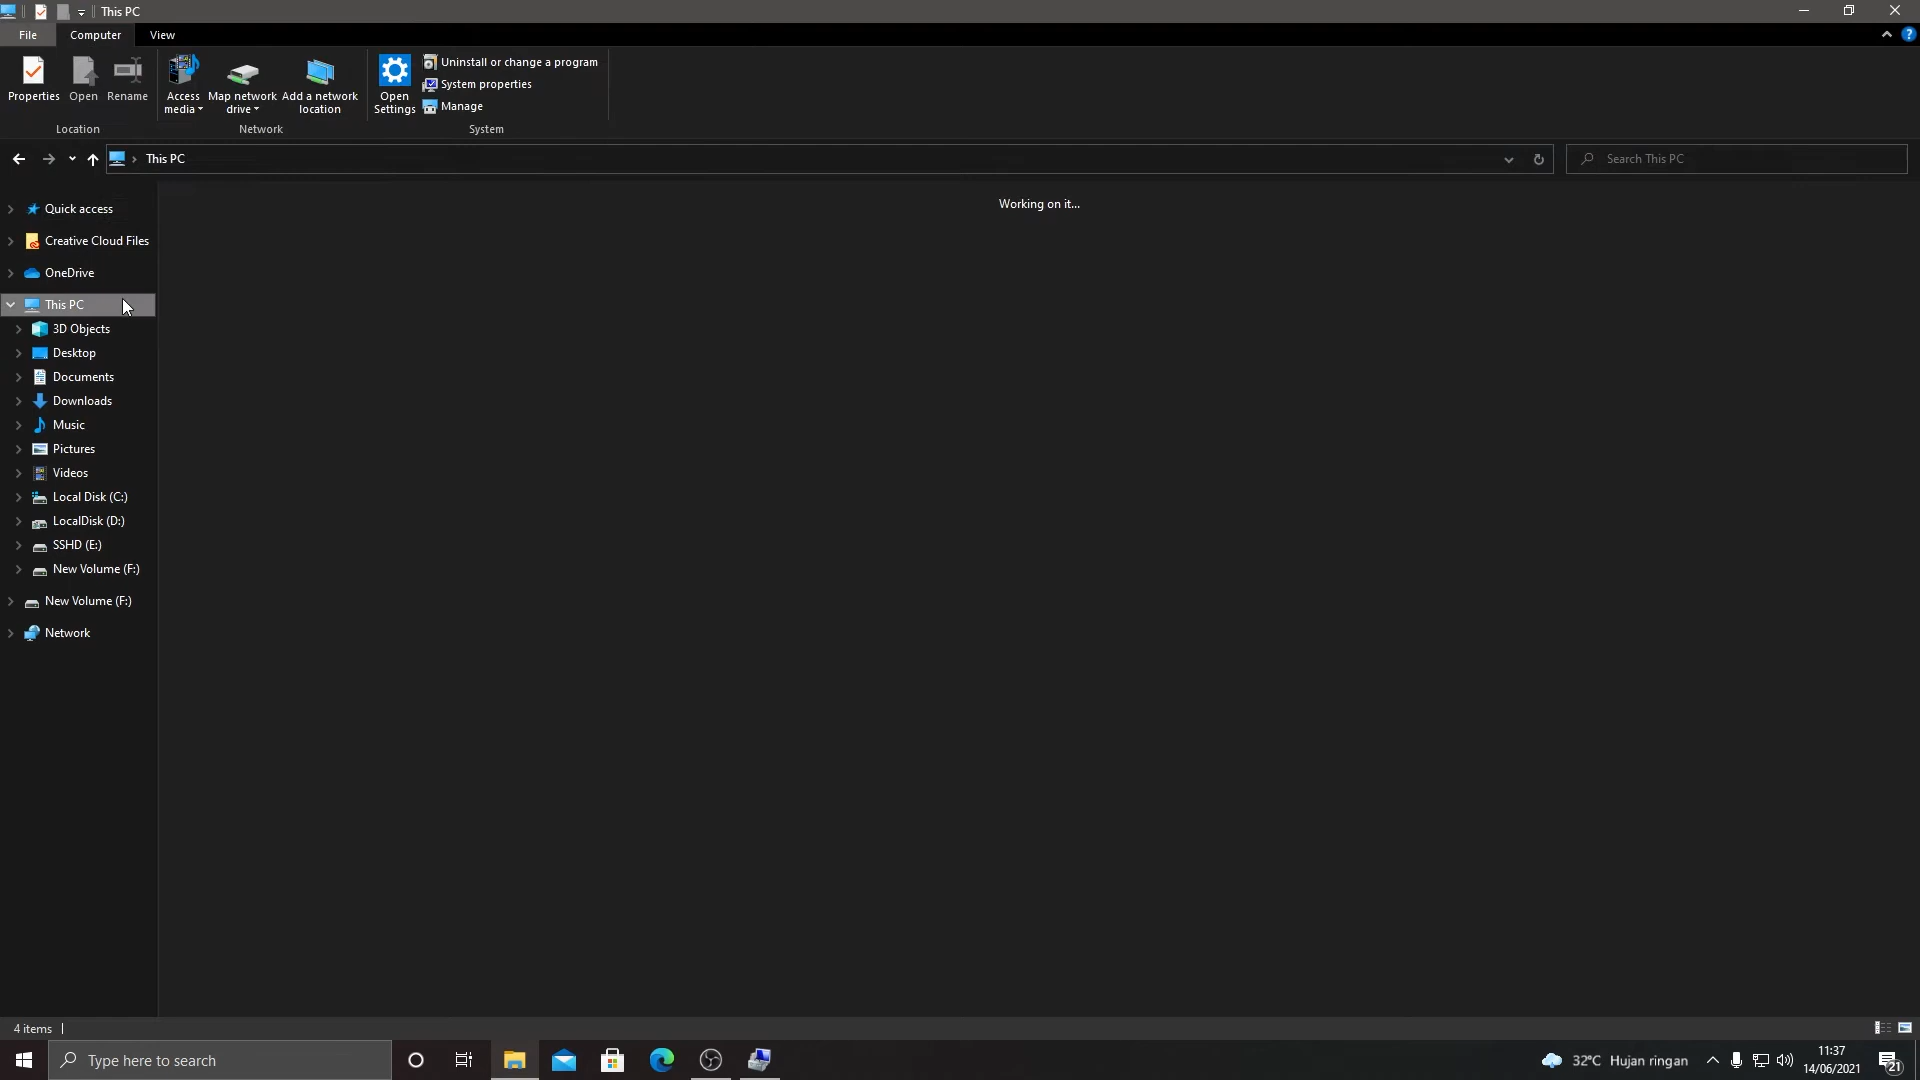 This PC
File Computer View
?
Properties Open Rename Access media Map network drive Add a network location Open Settings
Uninstall or change a program
System properties
Manage
Location Network System
This PC
Search This PC
Working on it...
Quick access
Creative Cloud Files
OneDrive
This PC
3D Objects
Desktop
Documents
Downloads
Music
Pictures
Videos
Local Disk (C:)
LocalDisk (D:)
SSHD (E:)
New Volume (F:)
New Volume (F:)
Network
4 items
Type here to search
32°C Hujan ringan
11:37
14/06/2021
21